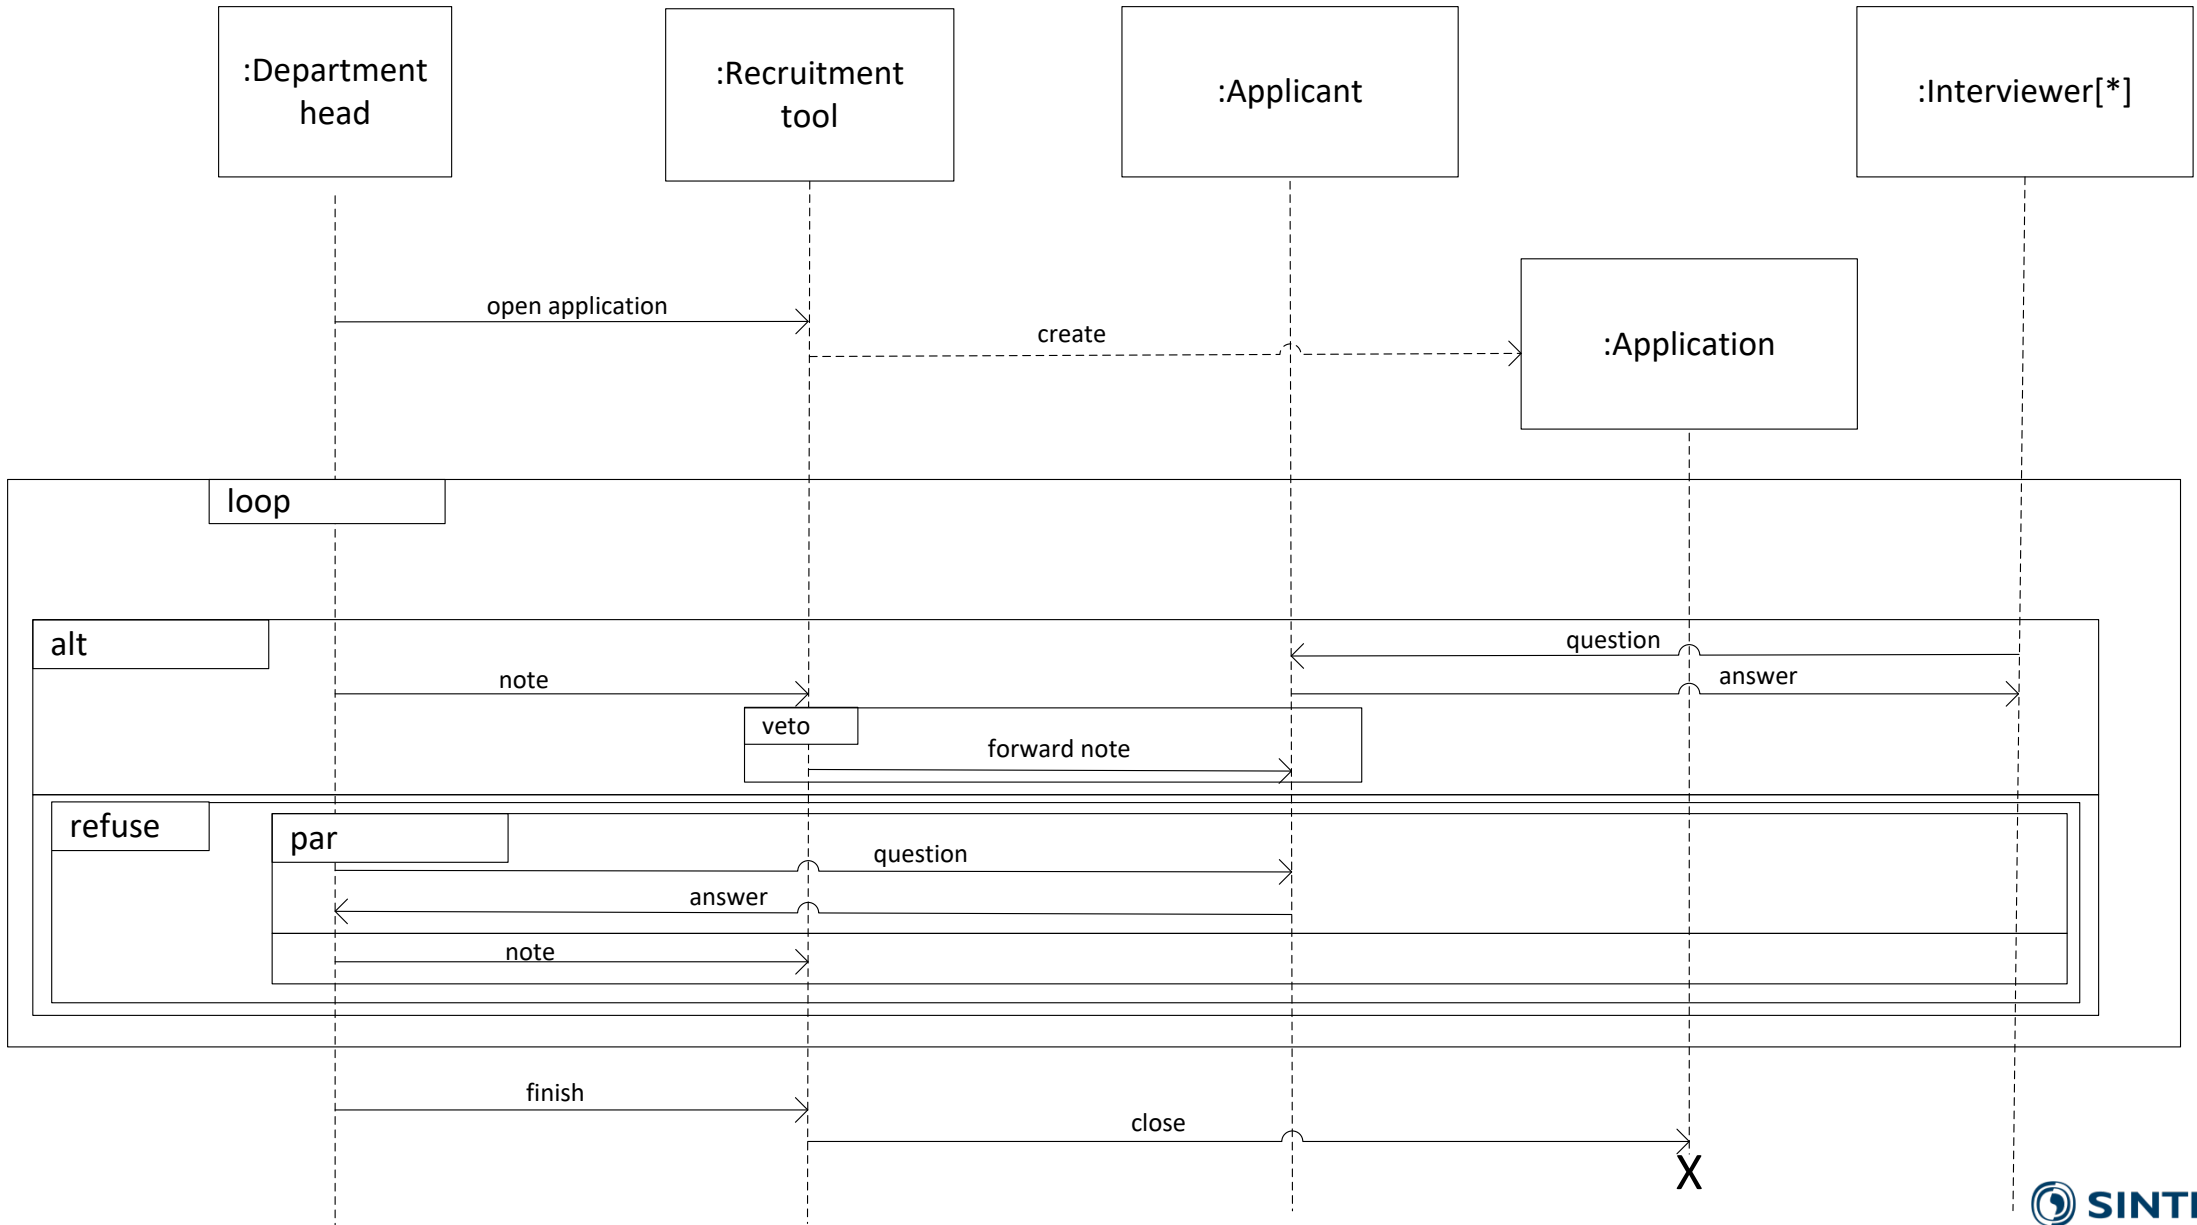 :Department
head
:Recruitment
tool
:Applicant
:Interviewer[*]
open application
create
:Application
loop
alt
question
note
answer
veto
forward note
refuse
par
question
answer
note
finish
close
X
SINTI